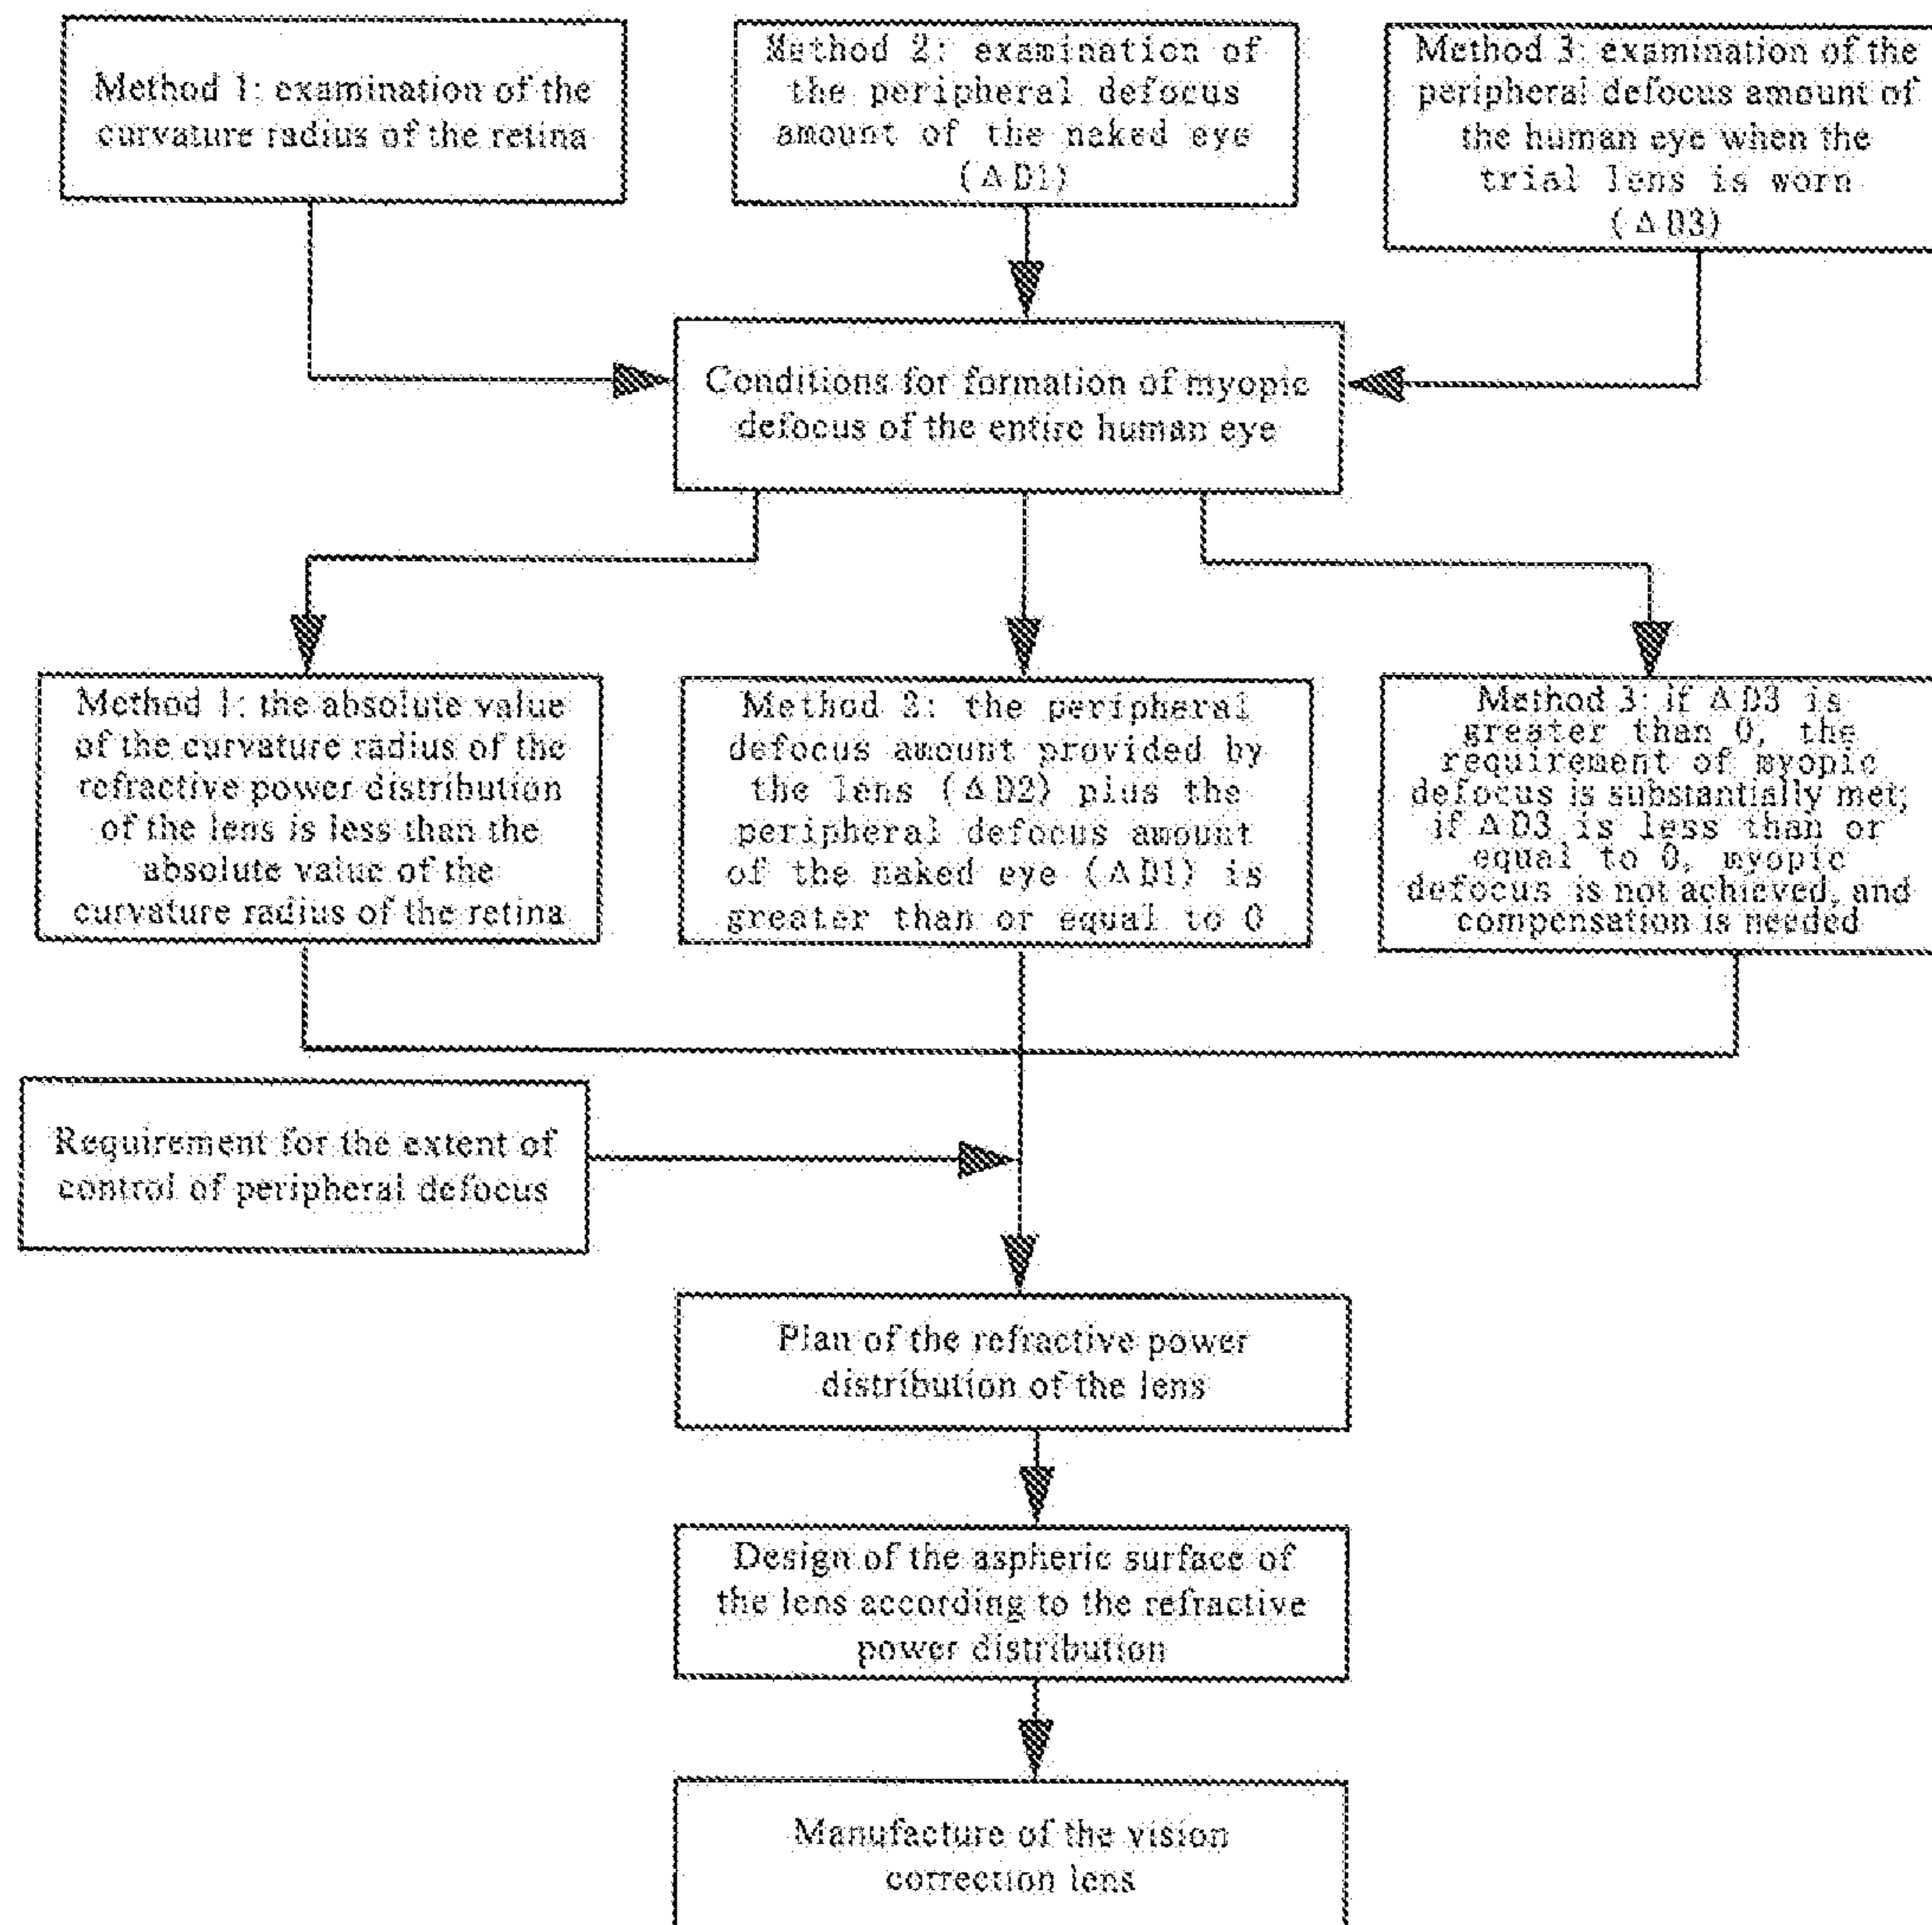 Method 1: examination of the
curvature radius of the retina
Method 2: examination of
the peripheral defocus
amount of the naked eye
(ΔD1)
Method 3: examination of the
peripheral defocus amount of
the human eye when the
trial lens is worn
(ΔD3)
Conditions for formation of myopic
defocus of the entire human eye
Method 1: the absolute value
of the curvature radius of the
refractive power distribution
of the lens is less than the
absolute value of the
curvature radius of the retina
Method 2: the peripheral
defocus amount provided by
the lens (ΔD2) plus the
peripheral defocus amount
of the naked eye (ΔD1) is
greater than or equal to 0
Method 3: if ΔD3 is
greater than 0, the
requirement of myopic
defocus is substantially met;
if ΔD3 is less than or
equal to 0, myopic
defocus is not achieved, and
compensation is needed
Requirement for the extent of
control of peripheral defocus
Plan of the refractive power
distribution of the lens
Design of the aspheric surface of
the lens according to the refractive
power distribution
Manufacture of the vision
correction lens